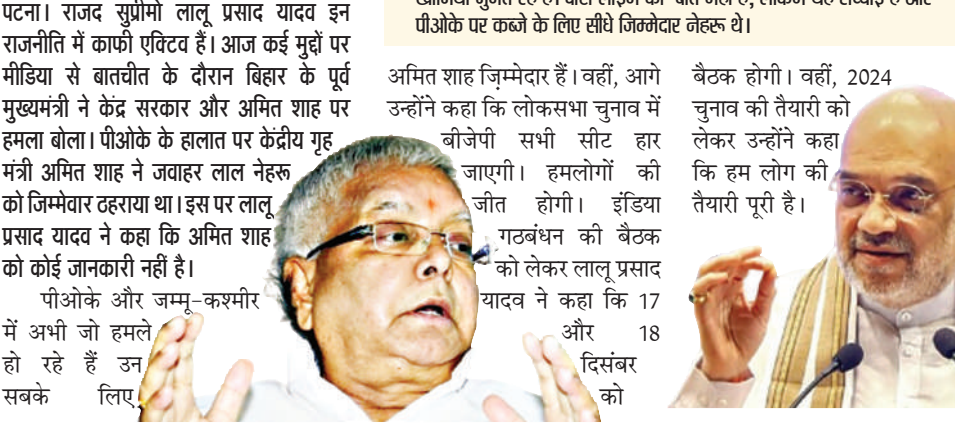 पटना। राजद सुप्रीमो लालू प्रसाद यादव इन
राजनीति में काफी एक्टिव हैं। आज कई मुद्दों पर
मीडिया से बातचीत के दौरान बिहार के पूर्व
मुख्यमंत्री ने केंद्र सरकार और अमित शाह पर
हमला बोला। पीओके के हालात पर केंद्रीय गृह
मंत्री अमित शाह ने जवाहर लाल नेहरू
को जिम्मेवार ठहराया था। इस पर लालू
प्रसाद यादव ने कहा कि अमित शाह
को कोई जानकारी नहीं है।
पीओके और जम्मू-कश्मीर
में अभी जो हमले
हो रहे हैं उन
सबके लिए
पीओके पर कब्जे के लिए सीधे जिम्मेदार नेहरू थे।
अमित शाह ज़िम्मेदार हैं। वहीं, आगे
उन्होंने कहा कि लोकसभा चुनाव में
बीजेपी सभी सीट हार
जाएगी। हमलोगों की
जीत होगी। इंडिया
गठबंधन की बैठक
को लेकर लालू प्रसाद
यादव ने कहा कि 17
और 18
दिसंबर
को
बैठक होगी। वहीं, 2024
चुनाव की तैयारी को
लेकर उन्होंने कहा
कि हम लोग की
तैयारी पूरी है।